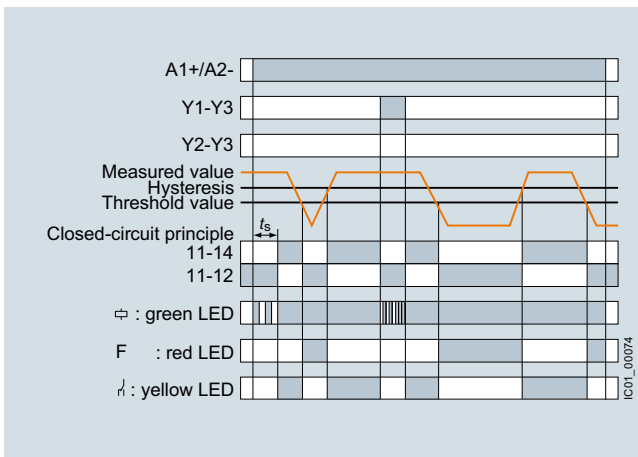 A1+/A2-
Y1-Y3
Y2-Y3
Measured value
Hysteresis
Threshold value
ts
Closed-circuit principle
11-14
11-12
: green LED
F : red LED
: yellow LED
IC01_00074